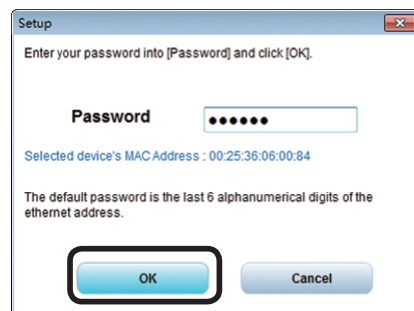 Setup
Enter your password into [Password] and click [OK].
Password ●●●●●●
Selected device's MAC Address : 00:25:36:06:00:84
The default password is the last 6 alphanumerical digits of the
ethernet address.
OK Cancel